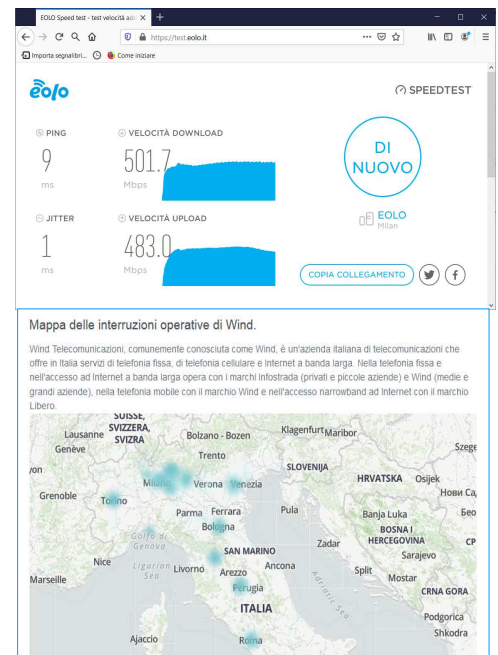 EOLO Speed test - test velocità ads
https://test.eolo.it
Importa segnalibri...
Come iniziare
eolo
SPEEDTEST
PING
9
ms
VELOCITÀ DOWNLOAD
501.7
Mbps
DI
NUOVO
JITTER
1
ms
VELOCITÀ UPLOAD
483.0
Mbps
EOLO
Milan
COPIA COLLEGAMENTO
Mappa delle interruzioni operative di Wind.
Wind Telecomunicazioni, comunemente conosciuta come Wind, è un'azienda italiana di telecomunicazioni che
offre in Italia servizi di telefonia fissa, di telefonia cellulare e Internet a banda larga. Nella telefonia fissa e
nell'accesso ad Internet a banda larga opera con i marchi Infostrada (privati e piccole aziende) e Wind (medie e
grandi aziende), nella telefonia mobile con il marchio Wind e nell'accesso narrowband ad Internet con il marchio
Libero.
SUISSE,
SVIZZERA,
SVIZRA
Lausanne
Genève
Bolzano - Bozen
Klagenfurt
Maribor
Szege
Trento
yon
SLOVENIJA
Milano
Verona
Venezia
HRVATSKA
Osijek
Grenoble
Torino
Нови Са
Parma
Ferrara
Pula
Banja Luka
Бео
Bologna
Golfo di
Genova
BOSNA I
HERCEGOVINA
СР
SAN MARINO
Zadar
Sarajevo
Nice
Ligurian
Sea
Livorno
Arezzo
Ancona
Split
Mostar
Marseille
Adriatic Sea
CRNA GORA
Perugia
ITALIA
Podgorica
Shkodra
Ajaccio
Roma